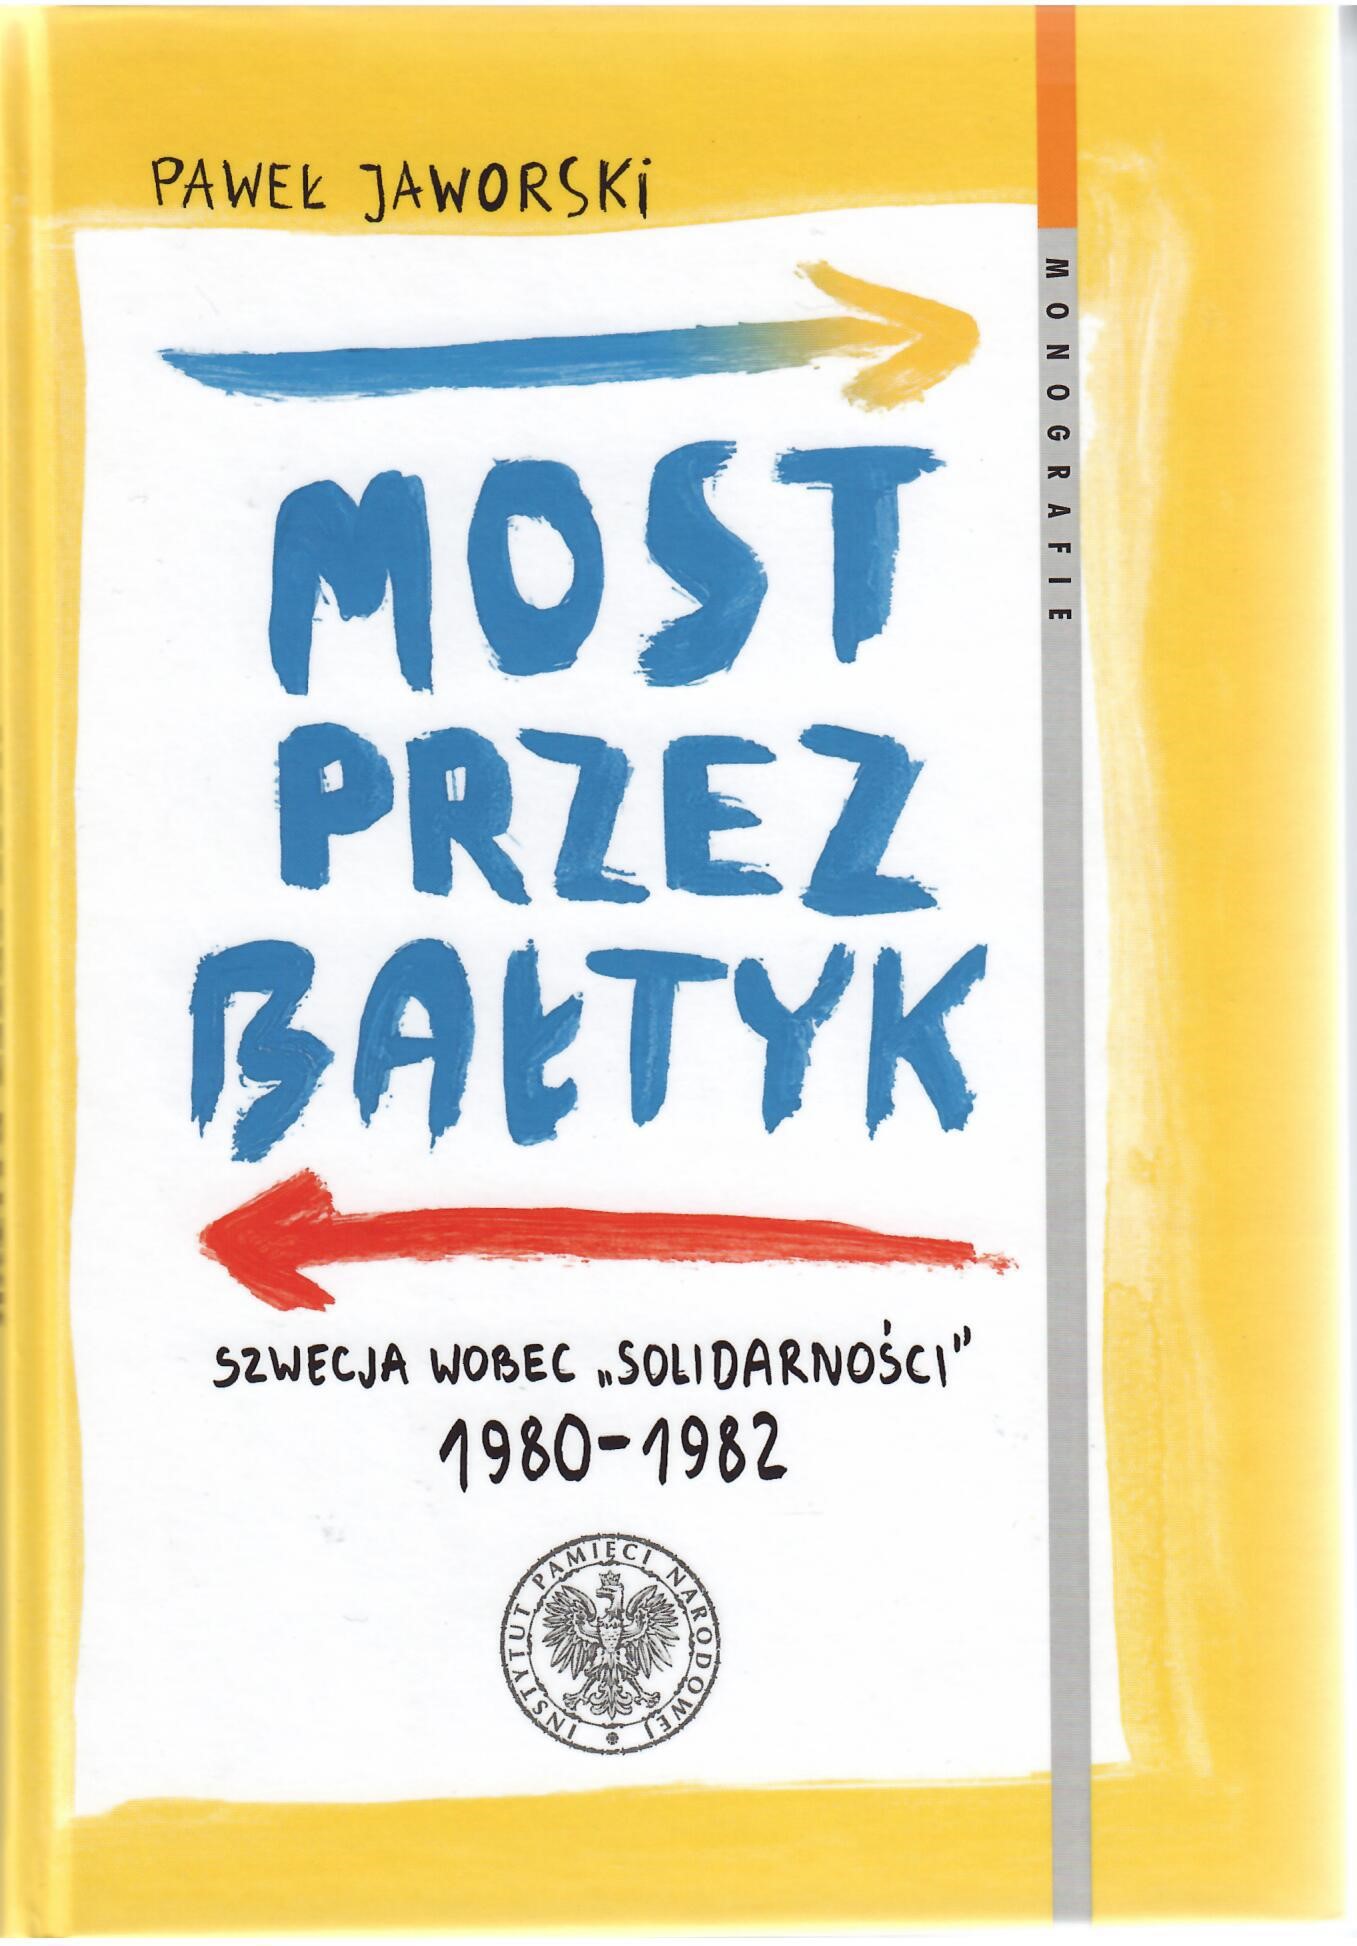 PAWEŁ JAWORSKI
MOST
PRZEZ
BAŁTYK
SZWECJA WOBEC „SOLIDARNOŚCI”
1980-1982
INSTYTUT PAMIĘCI NARODOWEJ
MONOGRAFIE